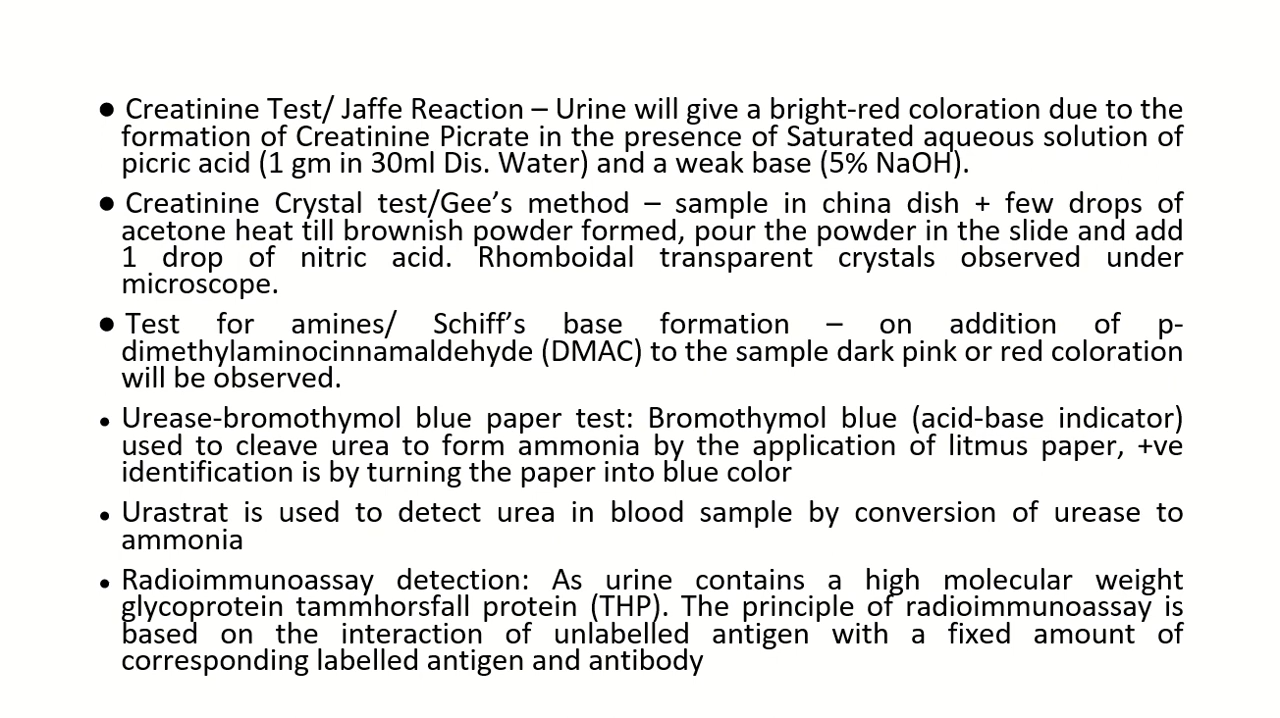 ● Creatinine Test/ Jaffe Reaction – Urine will give a bright-red coloration due to the
formation of Creatinine Picrate in the presence of Saturated aqueous solution of
picric acid (1 gm in 30ml Dis. Water) and a weak base (5% NaOH).
● Creatinine Crystal test/Gee’s method – sample in china dish + few drops of
acetone heat till brownish powder formed, pour the powder in the slide and add
1 drop of nitric acid. Rhomboidal transparent crystals observed under
microscope.
● Test for amines/ Schiff’s base formation – on addition of p-
dimethylaminocinnamaldehyde (DMAC) to the sample dark pink or red coloration
will be observed.
• Urease-bromothymol blue paper test: Bromothymol blue (acid-base indicator)
used to cleave urea to form ammonia by the application of litmus paper, +ve
identification is by turning the paper into blue color
• Urastrat is used to detect urea in blood sample by conversion of urease to
ammonia
• Radioimmunoassay detection: As urine contains a high molecular weight
glycoprotein tammhorsfall protein (THP). The principle of radioimmunoassay is
based on the interaction of unlabelled antigen with a fixed amount of
corresponding labelled antigen and antibody